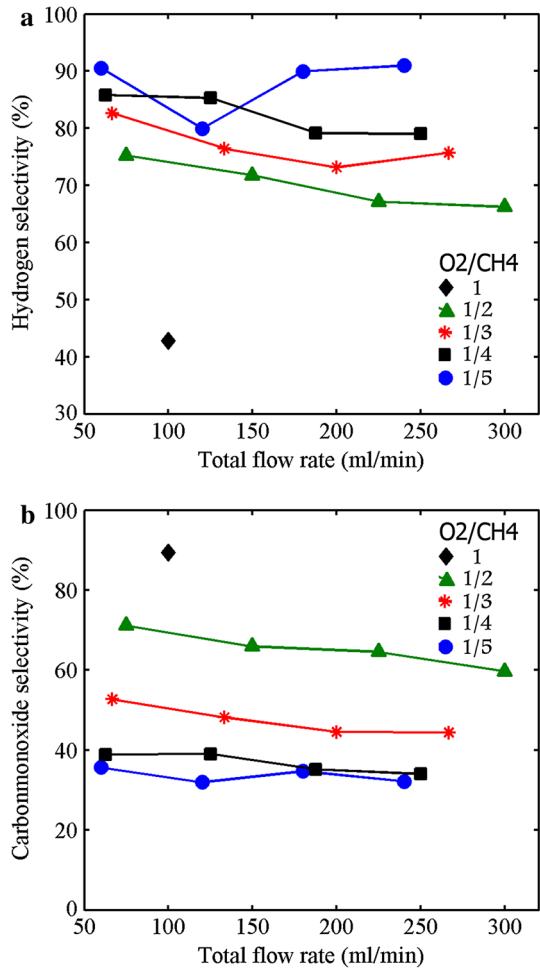 a
Hydrogen selectivity (%)
100
90
80
70
60
50
40
30
O2/CH4
1
1/2
1/3
1/4
1/5
50 100 150 200 250 300
Total flow rate (ml/min)
b
Carbonmonoxide selectivity (%)
100
80
60
40
20
0
O2/CH4
1
1/2
1/3
1/4
1/5
50 100 150 200 250 300
Total flow rate (ml/min)